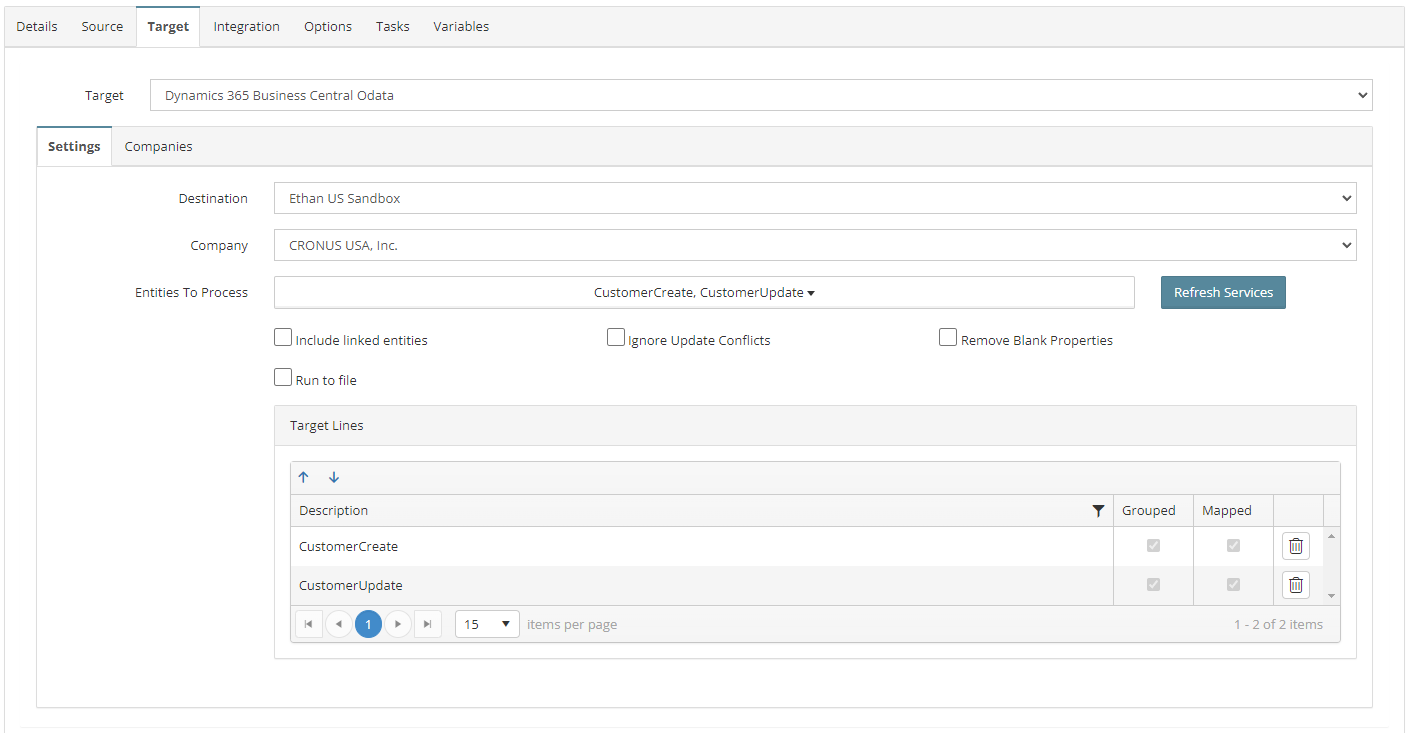 Details Source Target Integration Options Tasks Variables
Target Dynamics 365 Business Central Odata
Settings Companies
Destination Ethan US Sandbox
Company CRONUS USA, Inc.
Entities To Process CustomerCreate, CustomerUpdate Refresh Services
Include linked entities Ignore Update Conflicts Remove Blank Properties
Run to file
Target Lines
Description Grouped Mapped
CustomerCreate
CustomerUpdate
1 15 items per page 1 - 2 of 2 items